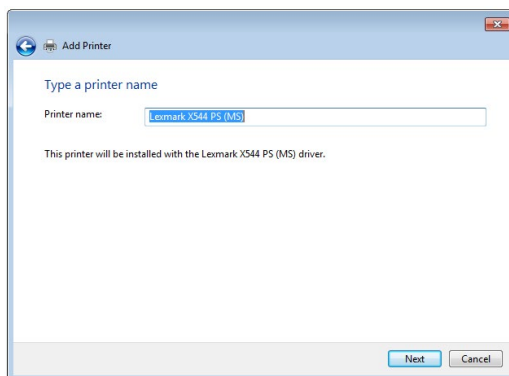 Add Printer
Type a printer name
Printer name: Lexmark X544 PS (MS)
This printer will be installed with the Lexmark X544 PS (MS) driver.
Next Cancel